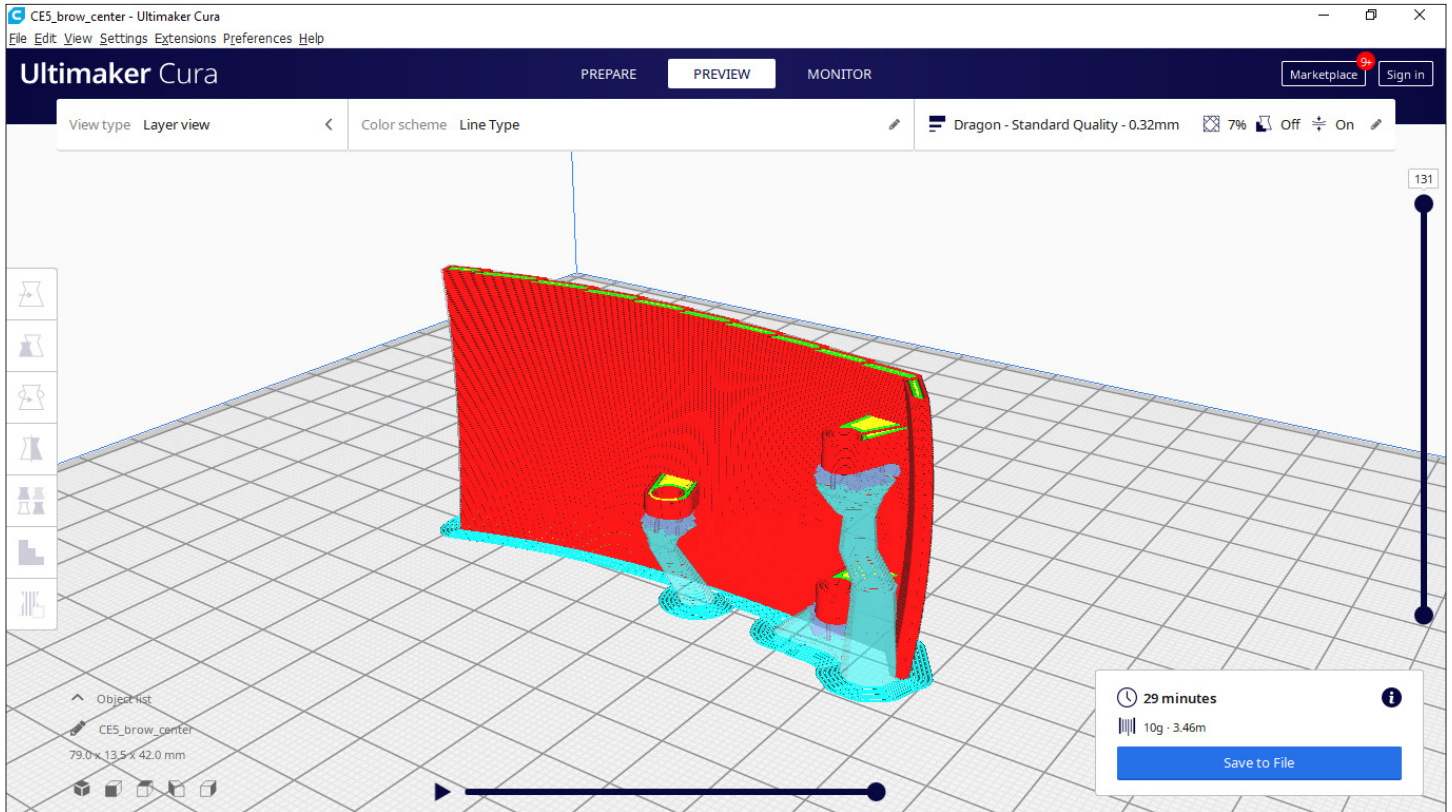 CE5_brow_center - Ultimaker Cura
File Edit View Settings Extensions Preferences Help
Ultimaker Cura
PREPARE
PREVIEW
MONITOR
Marketplace
9+
Sign in
View type Layer view
Color scheme Line Type
Dragon - Standard Quality - 0.32mm 7% Off On
131
Object list
CE5_brow_center
79.0 x 13.5 x 42.0 mm
29 minutes
10g · 3.46m
Save to File